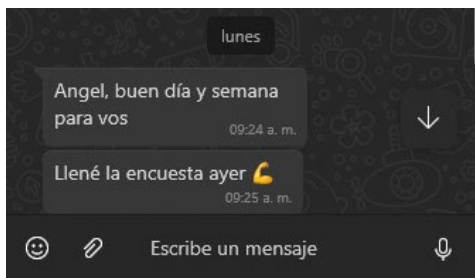 lunes
Angel, buen día y semana
para vos
09:24 a. m.
Llené la encuesta ayer 💪
09:25 a. m.
Escribe un mensaje